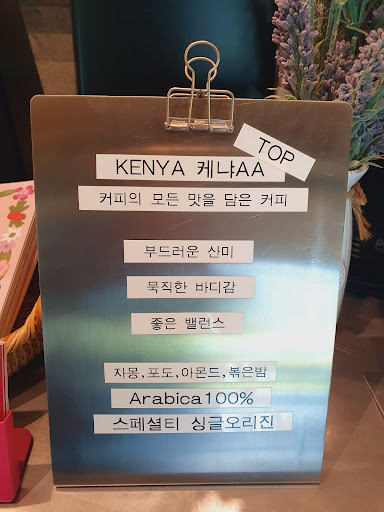 TOP
KENYA 케냐AA
커피의 모든 맛을 담은 커피
부드러운 산미
묵직한 바디감
좋은 밸런스
자몽,포도,아몬드,볶은밤
Arabica100%
스페셜티 싱글오리진